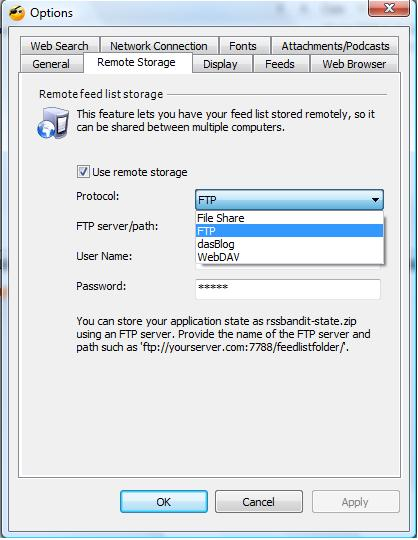 Options
Web Search Network Connection Fonts Attachments/Podcasts
General Remote Storage Display Feeds Web Browser
Remote feed list storage
This feature lets you have your feed list stored remotely, so it
can be shared between multiple computers.
Use remote storage
Protocol: FTP
File Share
FTP server/path: FTP
dasBlog
User Name: WebDAV
Password: *****
You can store your application state as rssbandit-state.zip
using an FTP server. Provide the name of the FTP server and
path such as 'ftp://yourserver.com:7788/feedlistfolder/'.
OK Cancel Apply